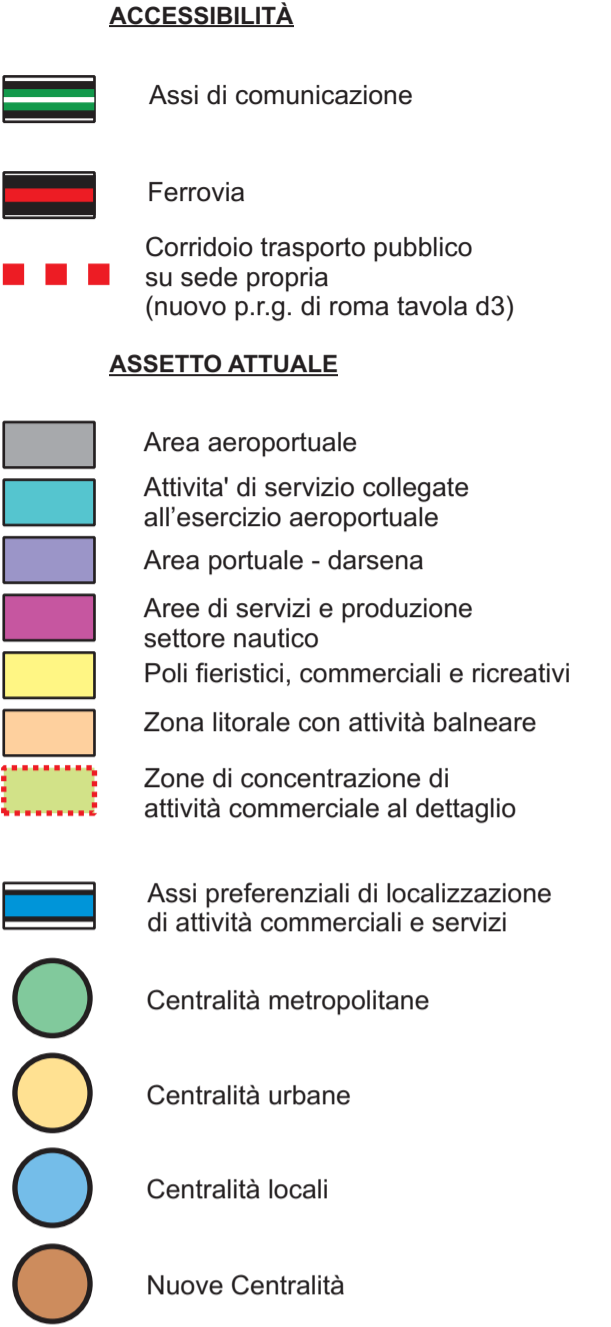 ACCESSIBILITÀ
Assi di comunicazione
Ferrovia
Corridoio trasporto pubblico
su sede propria
(nuovo p.r.g. di roma tavola d3)
ASSETTO ATTUALE
Area aeroportuale
Attivita' di servizio collegate
all’esercizio aeroportuale
Area portuale - darsena
Aree di servizi e produzione
settore nautico
Poli fieristici, commerciali e ricreativi
Zona litorale con attività balneare
Zone di concentrazione di
attività commerciale al dettaglio
Assi preferenziali di localizzazione
di attività commerciali e servizi
Centralità metropolitane
Centralità urbane
Centralità locali
Nuove Centralità